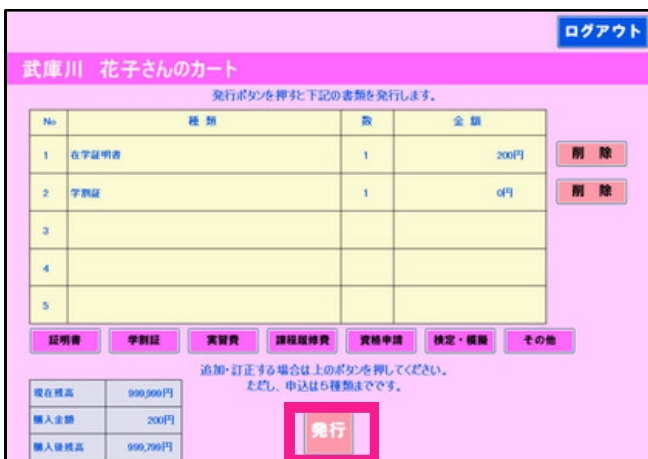 ログアウト
武庫川 花子さんのカート
発行ボタンを押すと下記の書類を発行します。
No 種類 数 金額
1 在学証明書 1 200円 削除
2 学割証 1 0円 削除
3
4
5
証明書 学割証 実習費 課程履修費 資格申請 検定・模擬 その他
追加・訂正する場合は上のボタンを押してください。
ただし、申込は5種類までです。
現在残高 999,999円
購入金額 200円
購入後残高 999,799円
発行